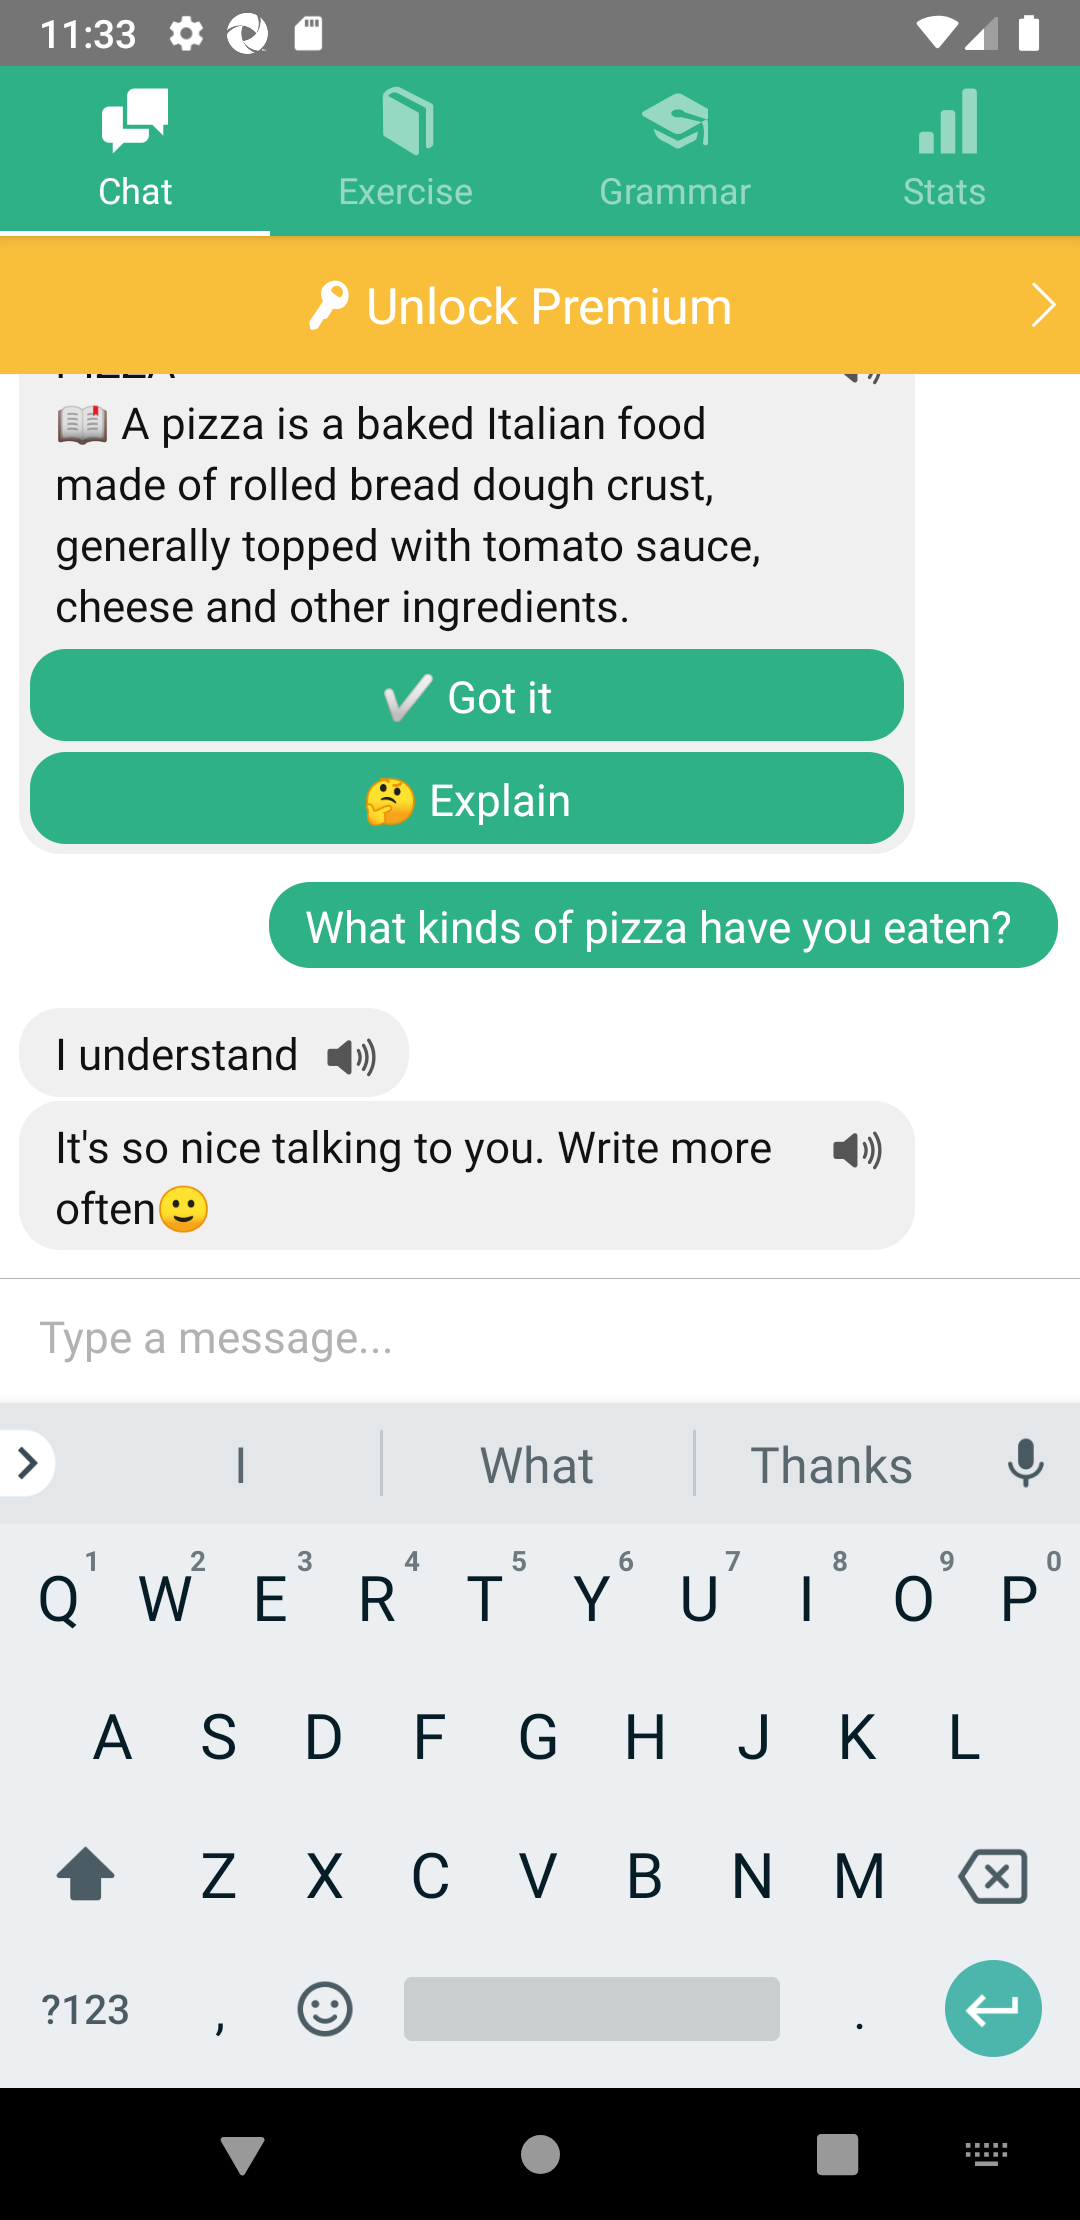 11:33
Chat
Exercise
Grammar
Stats
Unlock Premium
A pizza is a baked Italian food
made of rolled bread dough crust,
generally topped with tomato sauce,
cheese and other ingredients.
Got it
Explain
What kinds of pizza have you eaten?
I understand
It's so nice talking to you. Write more
often
Type a message...
I What Thanks
1 2 3 4 5 6 7 8 9 0
Q W E R T Y U I O P
A S D F G H J K L
Z X C V B N M
?123 , .